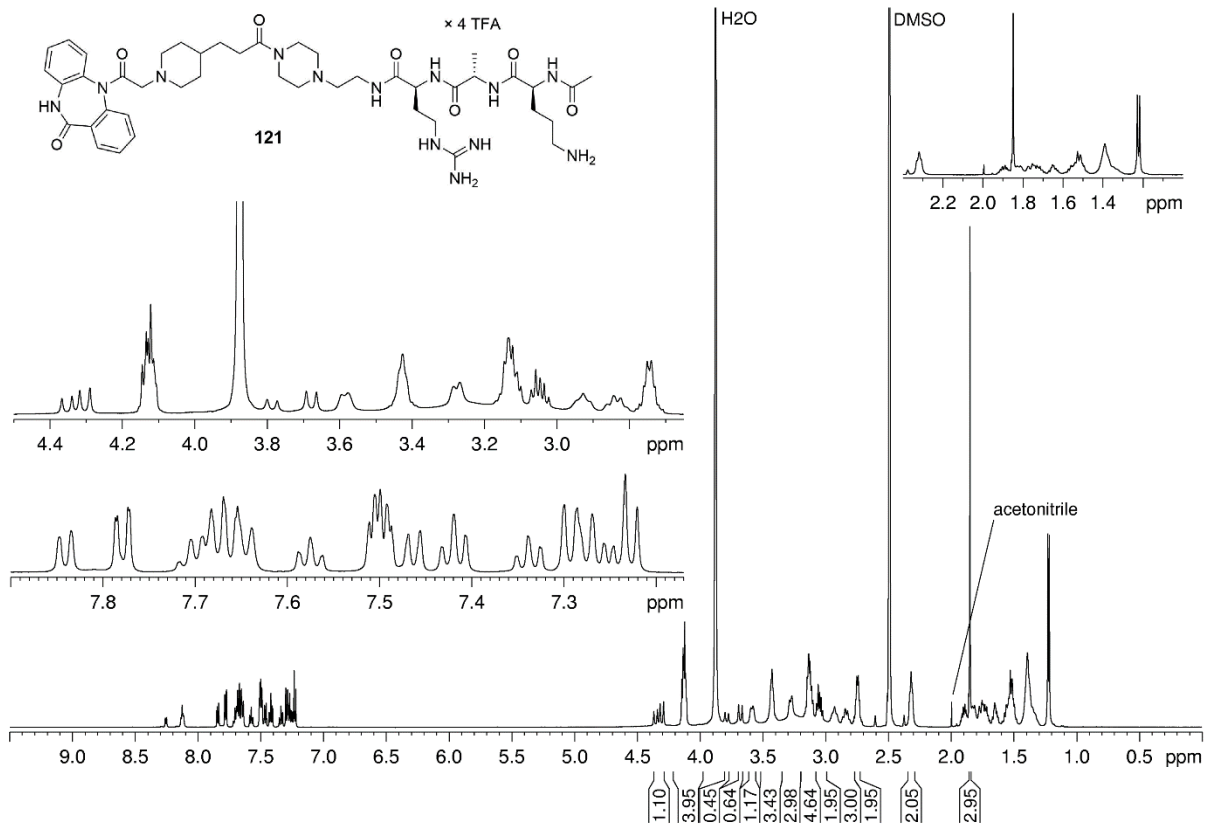 × 4 TFA
O
O
O
N
N
N
N
HN
O
N
H
O
H
N
O
N
H
O
H
N
O
121
HN
NH
NH2
NH2
H2O
DMSO
acetonitrile
2.2 2.0 1.8 1.6 1.4 ppm
4.4 4.2 4.0 3.8 3.6 3.4 3.2 3.0 ppm
7.8 7.7 7.6 7.5 7.4 7.3 ppm
9.0 8.5 8.0 7.5 7.0 6.5 6.0 5.5 5.0 4.5 4.0 3.5 3.0 2.5 2.0 1.5 1.0 ppm
1.10 3.95 0.45 0.64 1.17 3.43 2.98 4.64 1.95 3.00 1.95 2.05 2.95